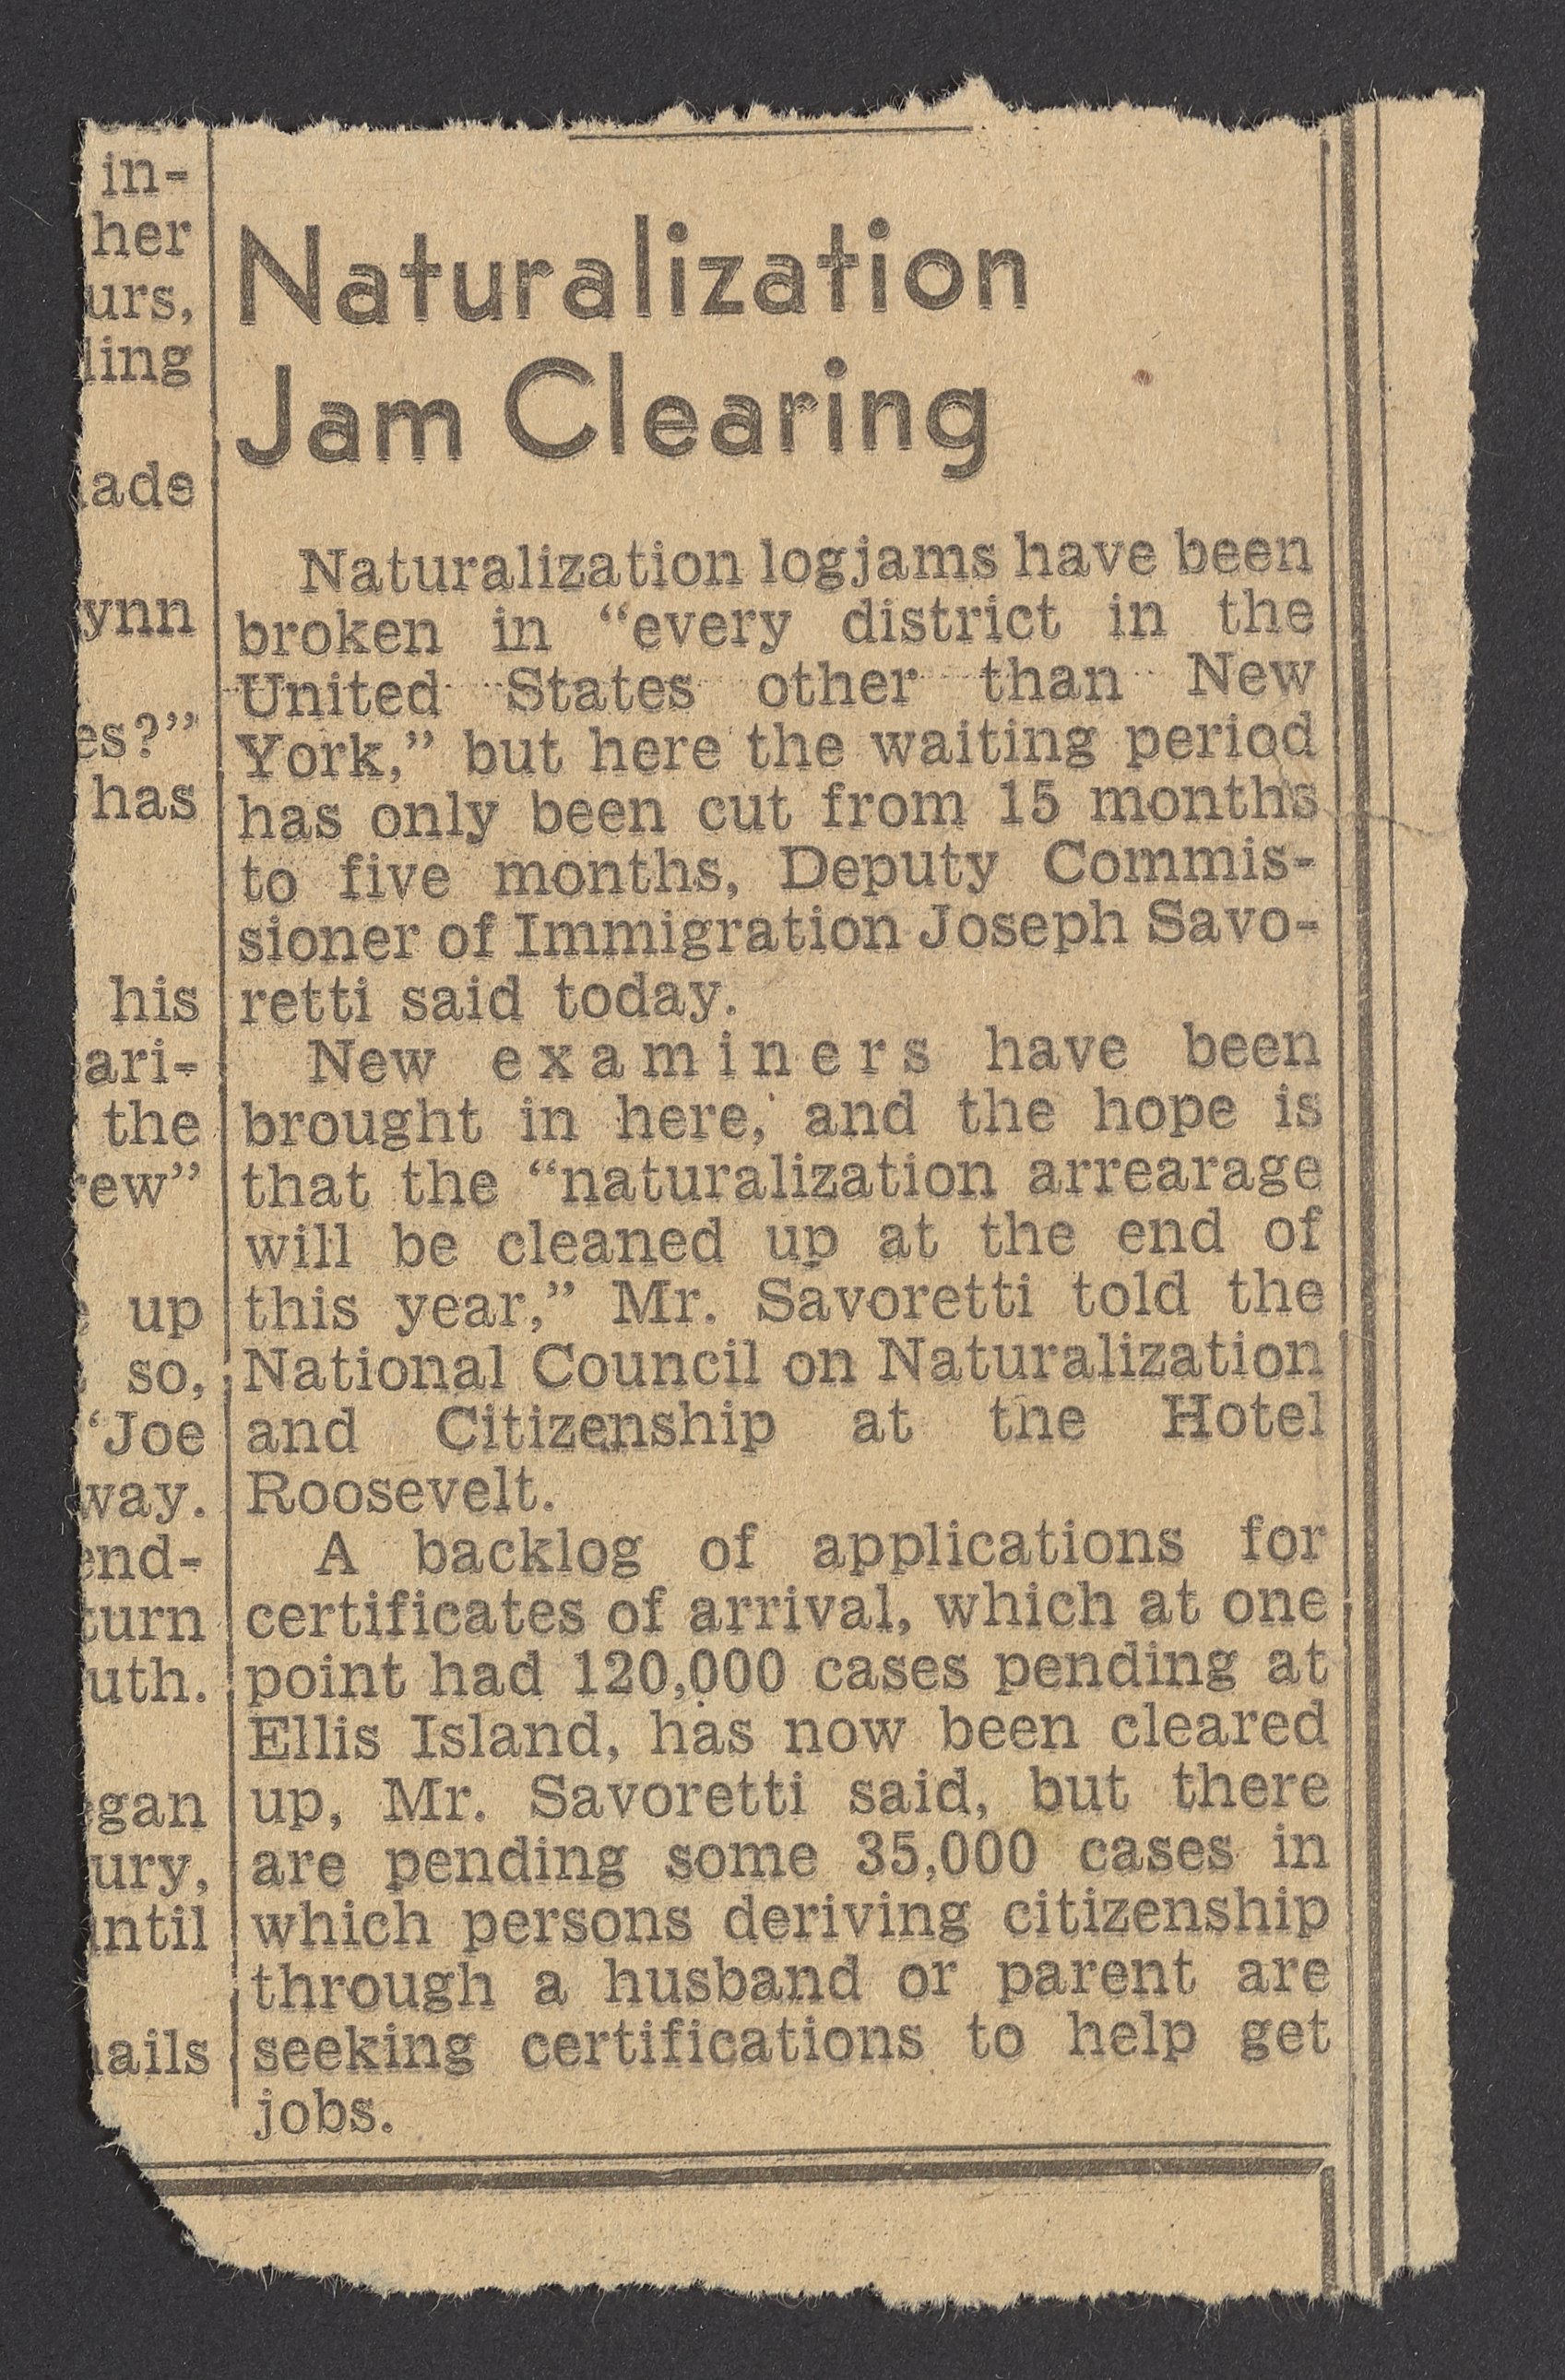 in-
her
urs,
ling
ade
ynn
es?”
has
his
ari-
the
ew”
up
so,
‘Joe
way.
end-
turn
uth.
gan
ury,
ntil
ails
Naturalization
Jam Clearing
Naturalization logjams have been
broken in “every district in the
United States other than New
York,” but here the waiting period
has only been cut from 15 months
to five months, Deputy Commis-
sioner of Immigration Joseph Savo-
retti said today.
New examiners have been
brought in here, and the hope is
that the “naturalization arrearage
will be cleaned up at the end of
this year,” Mr. Savoretti told the
National Council on Naturalization
and Citizenship at the Hotel
Roosevelt.
A backlog of applications for
certificates of arrival, which at one
point had 120,000 cases pending at
Ellis Island, has now been cleared
up, Mr. Savoretti said, but there
are pending some 35,000 cases in
which persons deriving citizenship
through a husband or parent are
seeking certifications to help get
jobs.